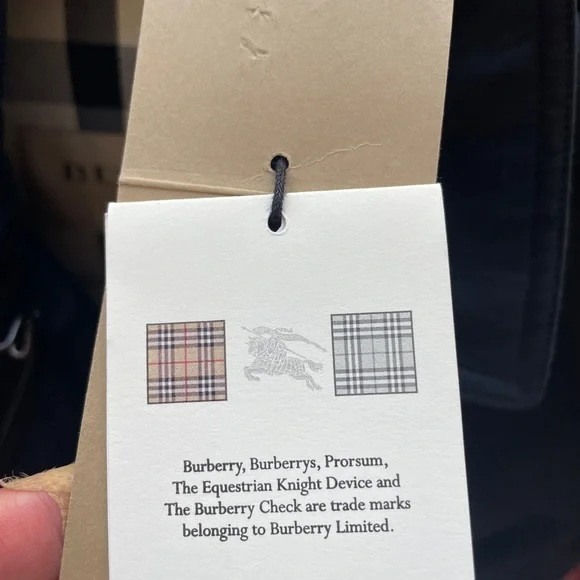 Burberry, Burberrys, Prorsum,
The Equestrian Knight Device and
The Burberry Check are trade marks
belonging to Burberry Limited.